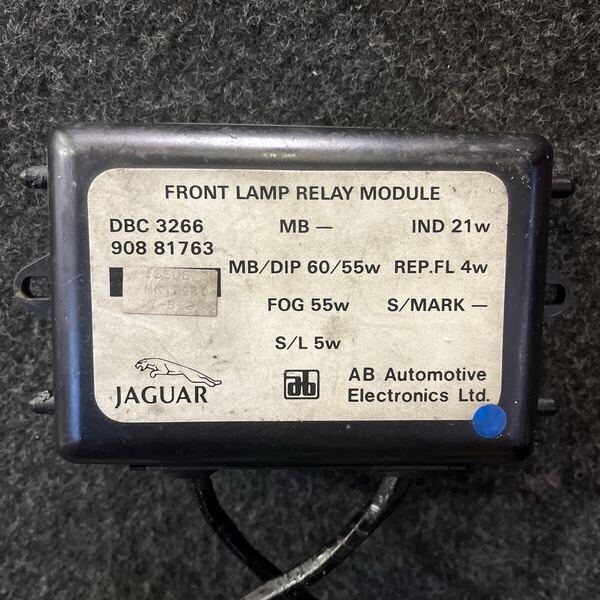 FRONT LAMP RELAY MODULE
DBC 3266 MB — IND 21w
908 81763
MB/DIP 60/55w REP.FL 4w
FOG 55w S/MARK —
S/L 5w
JAGUAR
ab AB Automotive
Electronics Ltd.